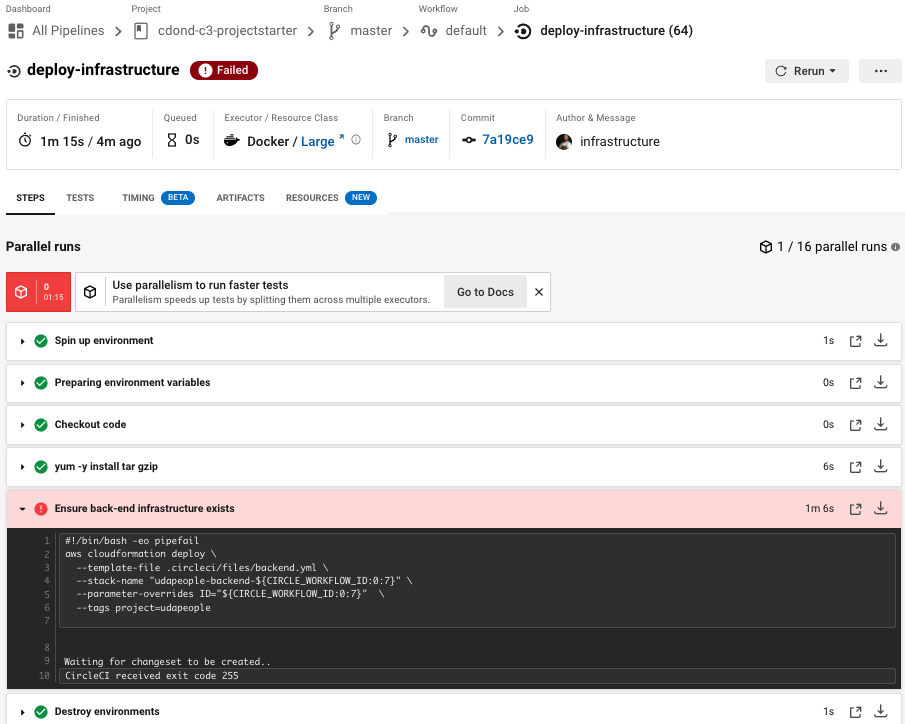 Dashboard Project Branch Workflow Job
All Pipelines cdond-c3-projectstarter master default deploy-infrastructure (64)
deploy-infrastructure Failed Rerun
Duration / Finished Queued Executor / Resource Class Branch Commit Author & Message
1m 15s / 4m ago 0s Docker / Large master 7a19ce9 infrastructure
STEPS TESTS TIMING BETA ARTIFACTS RESOURCES NEW
Parallel runs 1 / 16 parallel runs
0
01:15
Use parallelism to run faster tests
Parallelism speeds up tests by splitting them across multiple executors.
Go to Docs
Spin up environment 1s
Preparing environment variables 0s
Checkout code 0s
yum -y install tar gzip 6s
Ensure back-end infrastructure exists 1m 6s
1 #!/bin/bash -eo pipefail
2 aws cloudformation deploy \
3 --template-file .circleci/files/backend.yml \
4 --stack-name "udapeople-backend-${CIRCLE_WORKFLOW_ID:0:7}" \
5 --parameter-overrides ID="${CIRCLE_WORKFLOW_ID:0:7}" \
6 --tags project=udapeople
7
8
9 Waiting for changeset to be created..
10 CircleCI received exit code 255
Destroy environments 1s